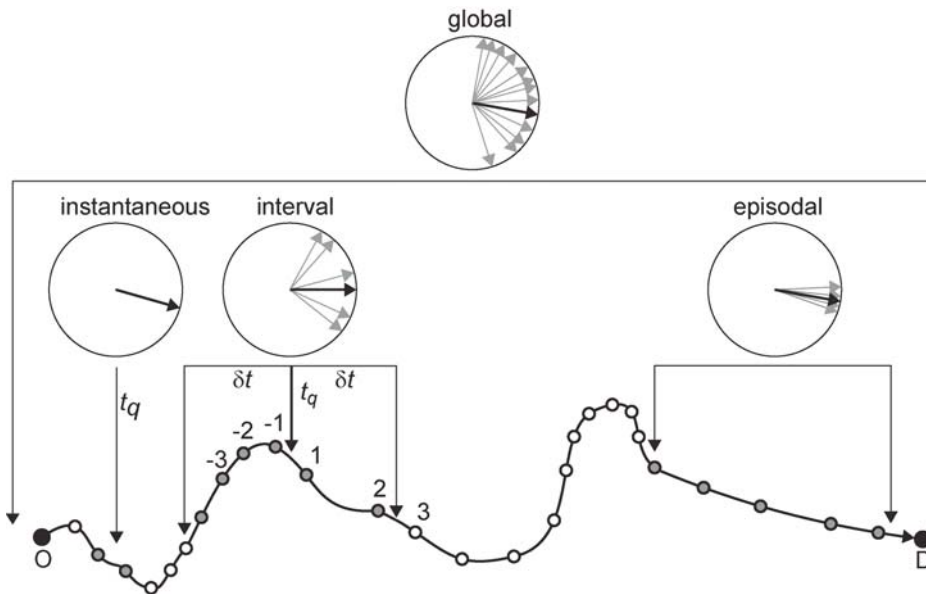 global
instantaneous
interval
episodal
δt
δt
t_q
t_q
-1
-2
-3
1
2
3
O
D